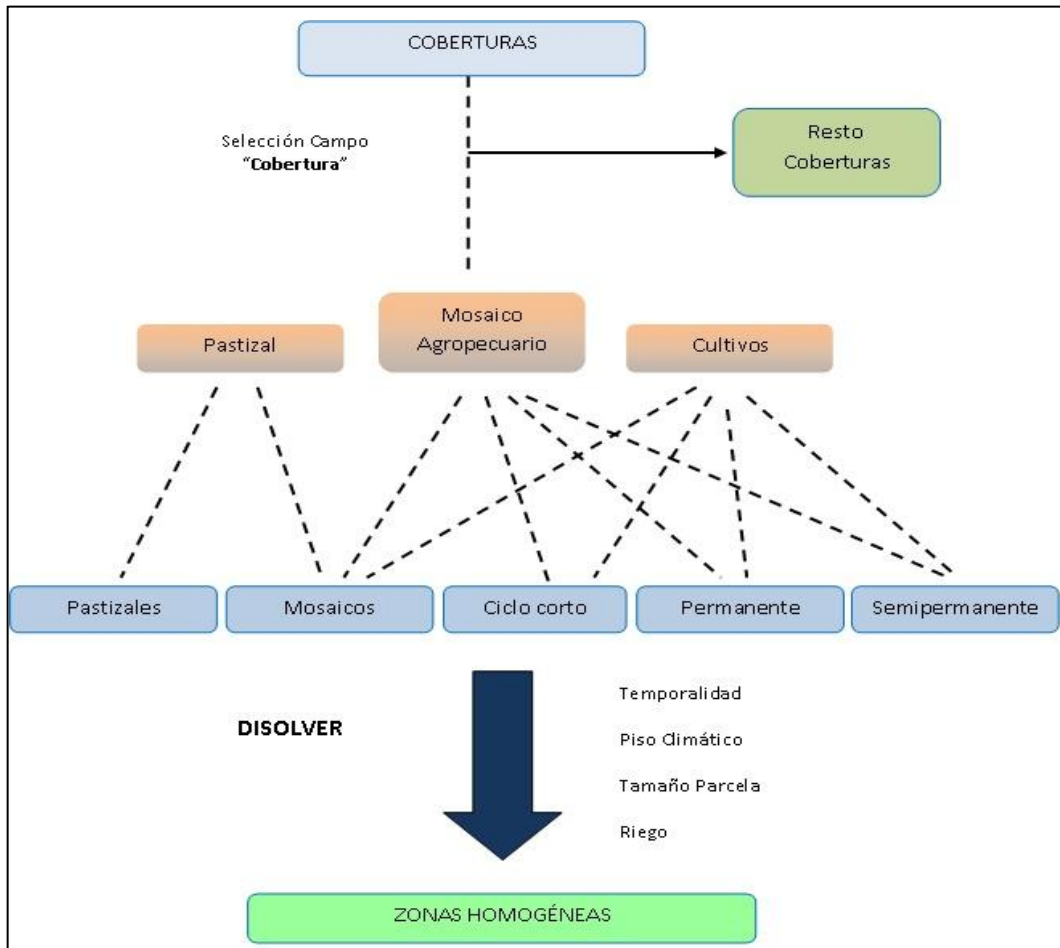 COBERTURAS
Selección Campo
"Cobertura"
Resto
Coberturas
Pastizal
Mosaico
Agropecuario
Cultivos
Pastizales
Mosaicos
Ciclo corto
Permanente
Semipermanente
DISOLVER
Temporalidad
Piso Climático
Tamaño Parcela
Riego
ZONAS HOMOGÉNEAS